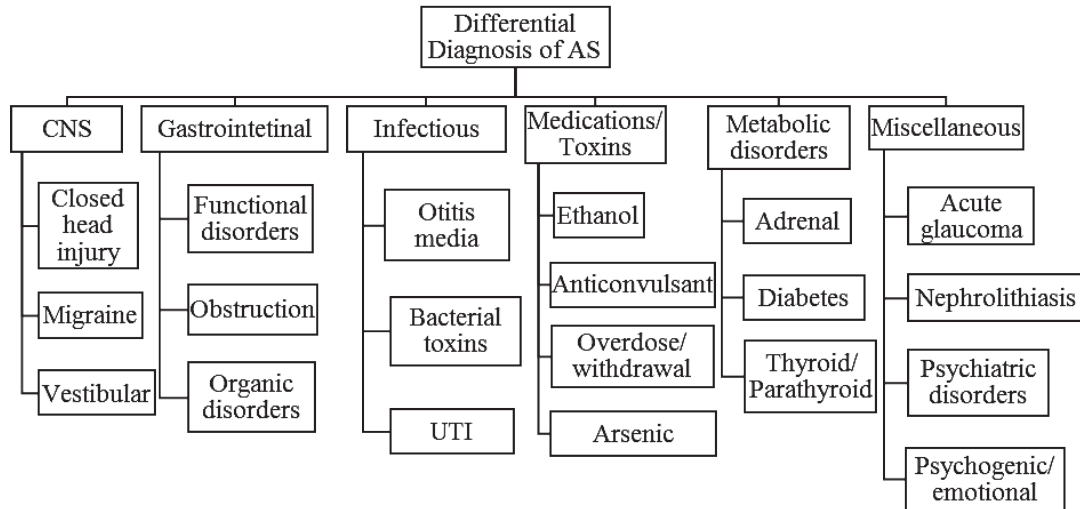 Differential
Diagnosis of AS
CNS
Gastrointetinal
Infectious
Medications/
Toxins
Metabolic
disorders
Miscellaneous
Closed
head
injury
Migraine
Vestibular
Functional
disorders
Obstruction
Organic
disorders
Otitis
media
Bacterial
toxins
UTI
Ethanol
Anticonvulsant
Overdose/
withdrawal
Arsenic
Adrenal
Diabetes
Thyroid/
Parathyroid
Acute
glaucoma
Nephrolithiasis
Psychiatric
disorders
Psychogenic/
emotional